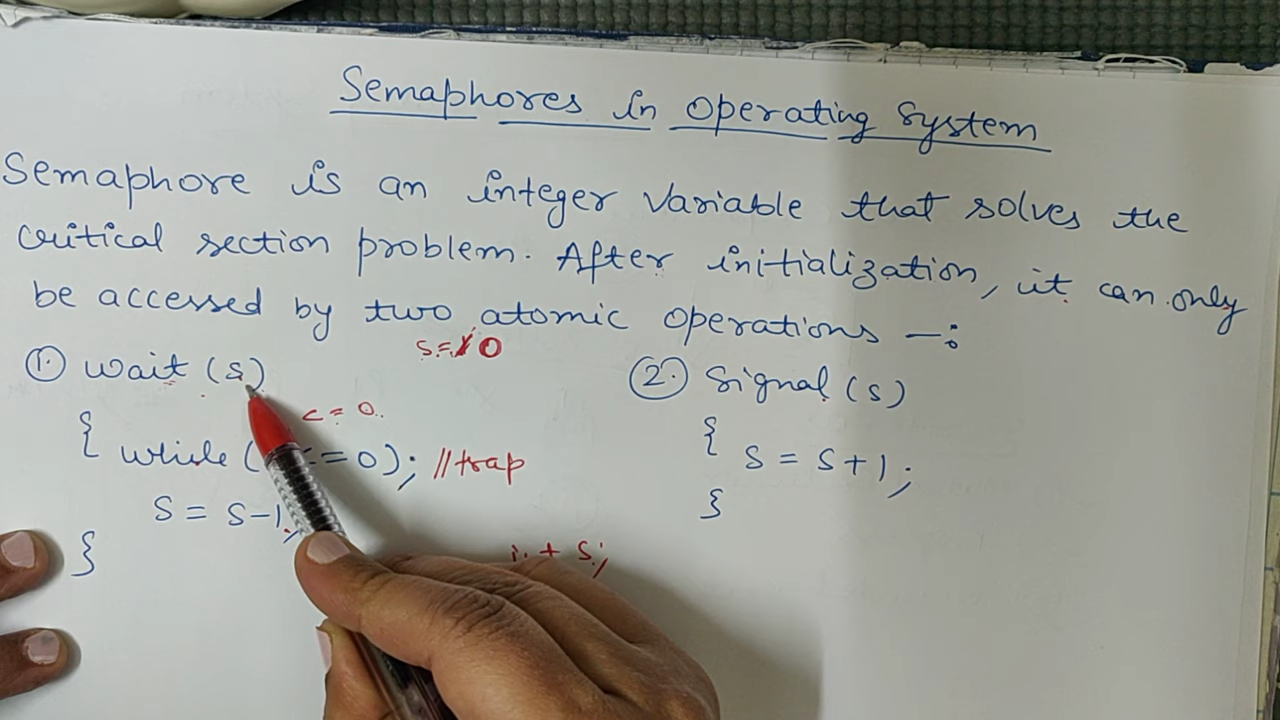 Semaphores in Operating System
Semaphore is an integer variable that solves the
critical section problem. After initialization, it can only
be accessed by two atomic operations —:
S=1 0
① wait (s)
② Signal (s)
< = 0
{
while ( <=0); //trap
S = S-1;
}
{
S = S+1;
}